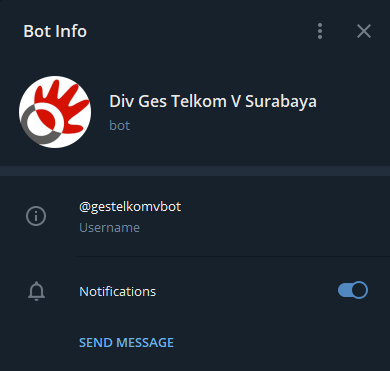 Bot Info
Div Ges Telkom V Surabaya
bot
@gestelkomvbot
Username
Notifications
SEND MESSAGE